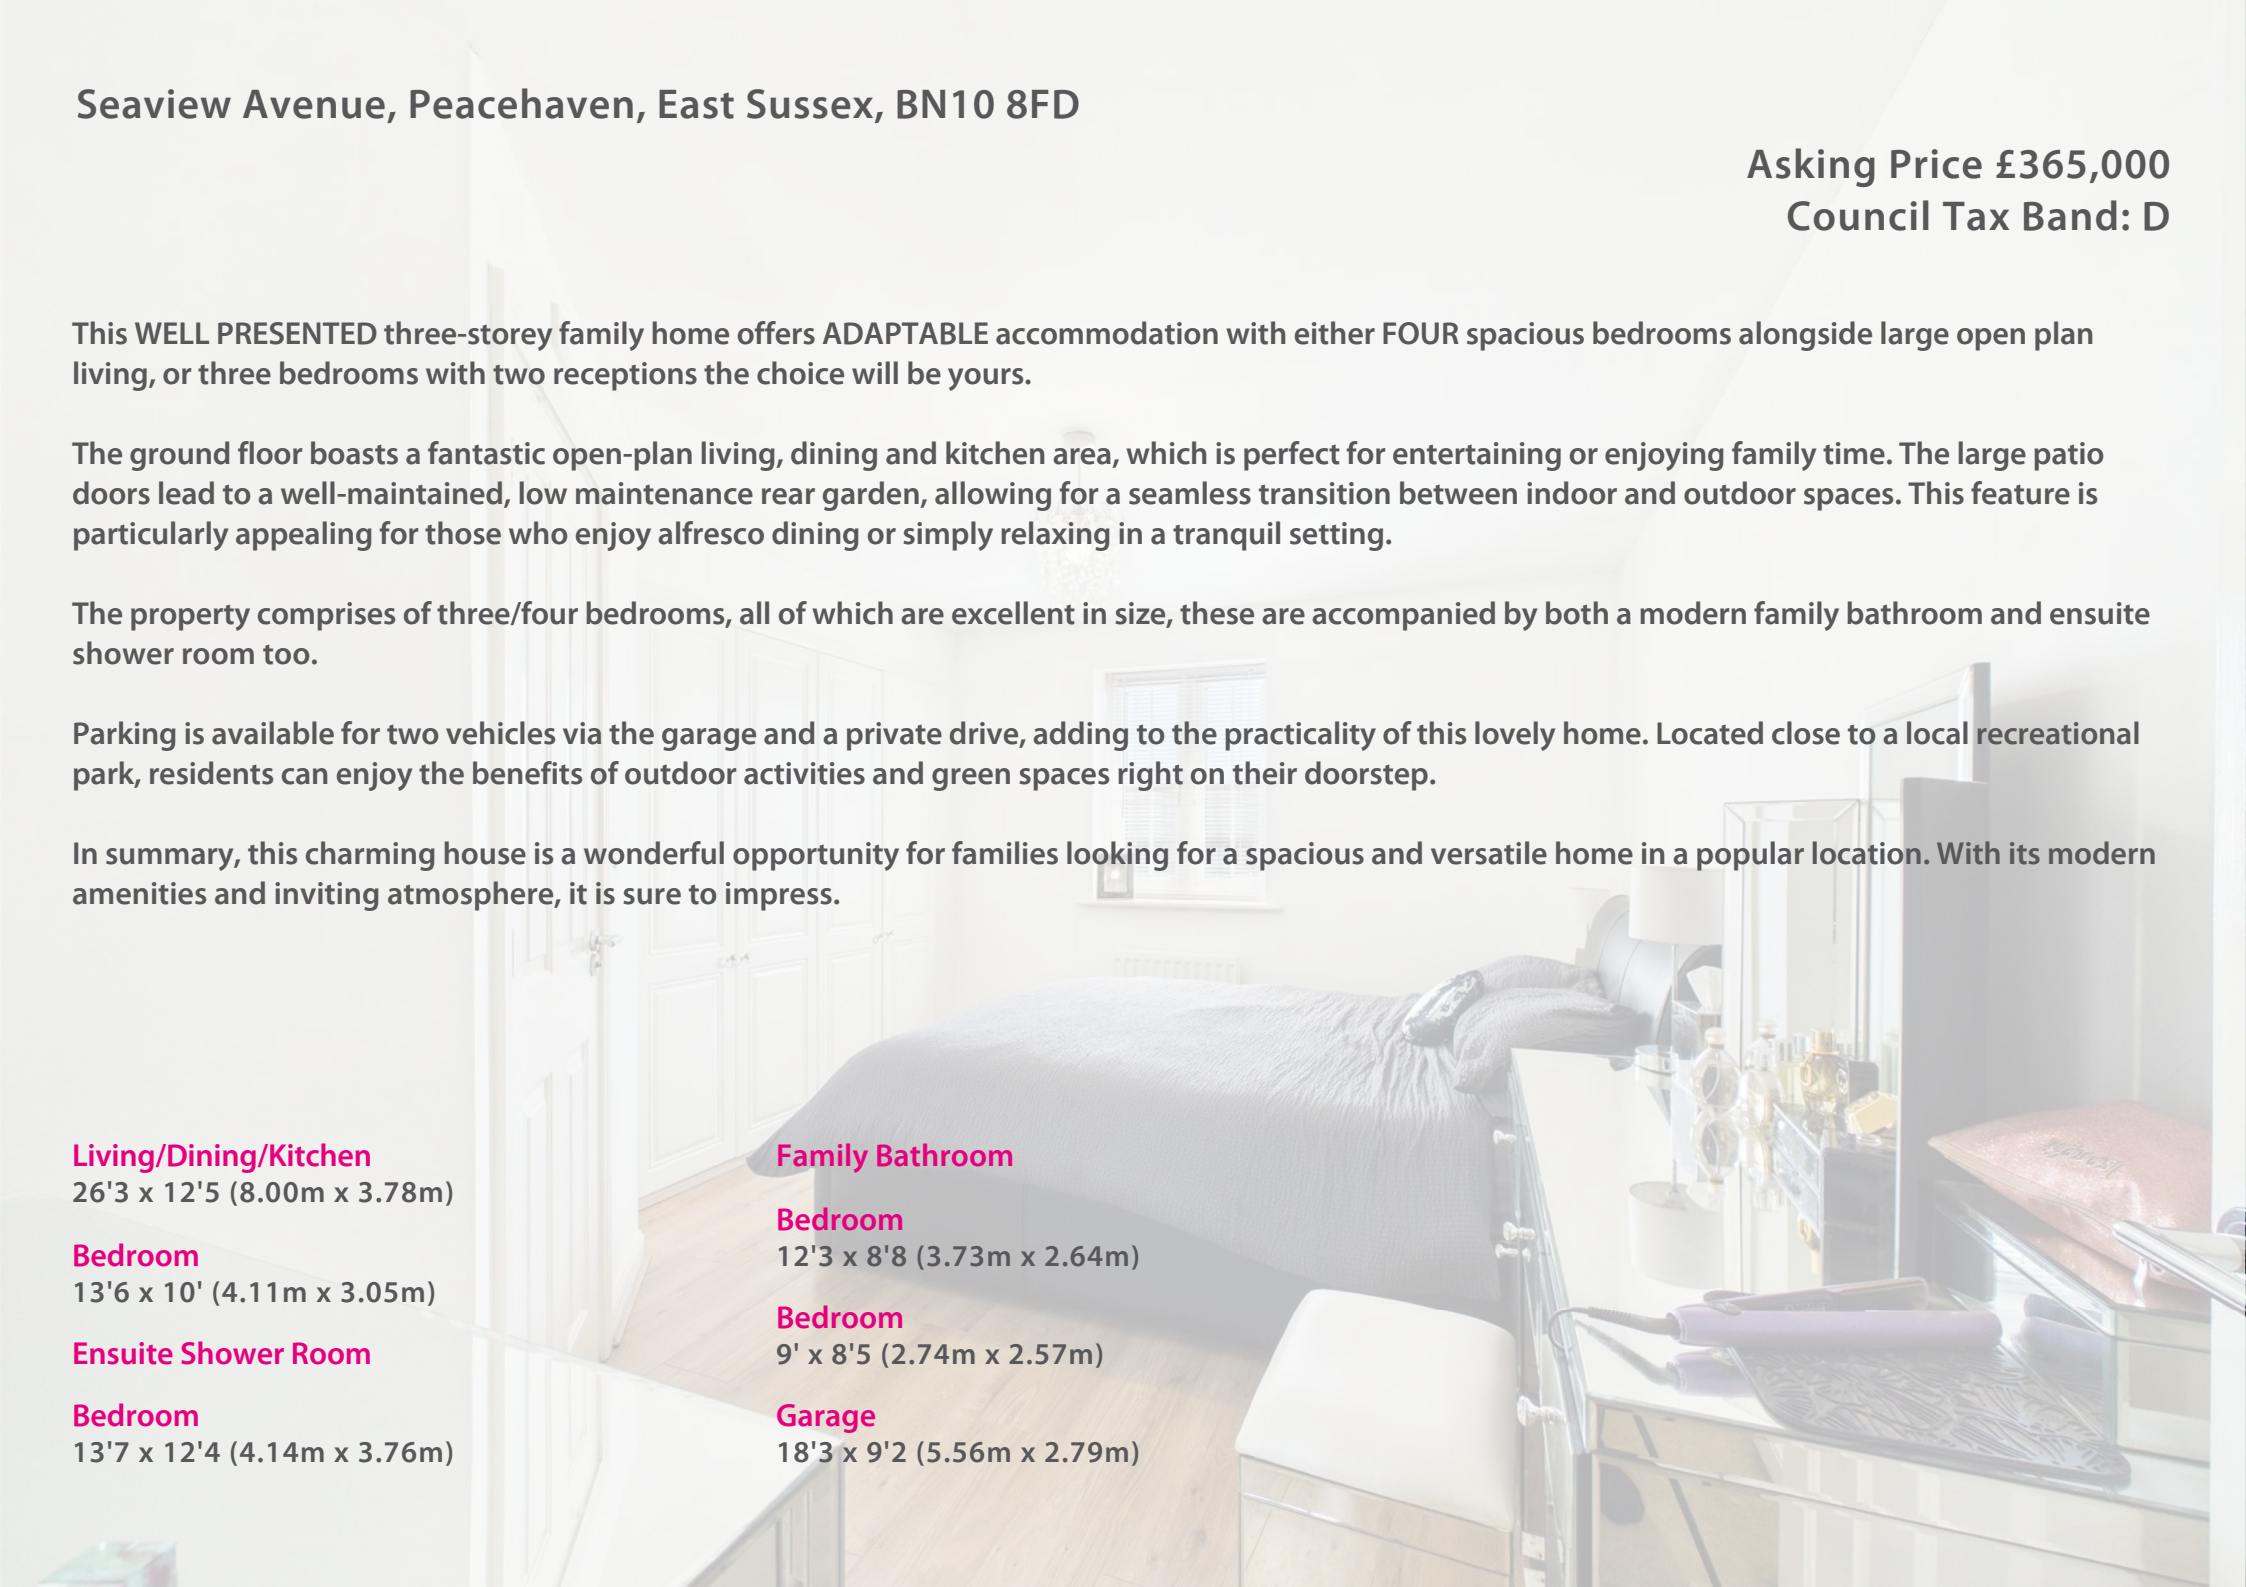 Seaview Avenue, Peacehaven, East Sussex, BN10 8FD
Asking Price £365,000
Council Tax Band: D
This WELL PRESENTED three-storey family home offers ADAPTABLE accommodation with either FOUR spacious bedrooms alongside large open plan
living, or three bedrooms with two receptions the choice will be yours.
The ground floor boasts a fantastic open-plan living, dining and kitchen area, which is perfect for entertaining or enjoying family time. The large patio
doors lead to a well-maintained, low maintenance rear garden, allowing for a seamless transition between indoor and outdoor spaces. This feature is
particularly appealing for those who enjoy alfresco dining or simply relaxing in a tranquil setting.
The property comprises of three/four bedrooms, all of which are excellent in size, these are accompanied by both a modern family bathroom and ensuite
shower room too.
Parking is available for two vehicles via the garage and a private drive, adding to the practicality of this lovely home. Located close to a local recreational
park, residents can enjoy the benefits of outdoor activities and green spaces right on their doorstep.
In summary, this charming house is a wonderful opportunity for families looking for a spacious and versatile home in a popular location. With its modern
amenities and inviting atmosphere, it is sure to impress.
Living/Dining/Kitchen
26'3 x 12'5 (8.00m x 3.78m)
Bedroom
13'6 x 10' (4.11m x 3.05m)
Ensuite Shower Room
Bedroom
13'7 x 12'4 (4.14m x 3.76m)
Family Bathroom
Bedroom
12'3 x 8'8 (3.73m x 2.64m)
Bedroom
9' x 8'5 (2.74m x 2.57m)
Garage
18'3 x 9'2 (5.56m x 2.79m)